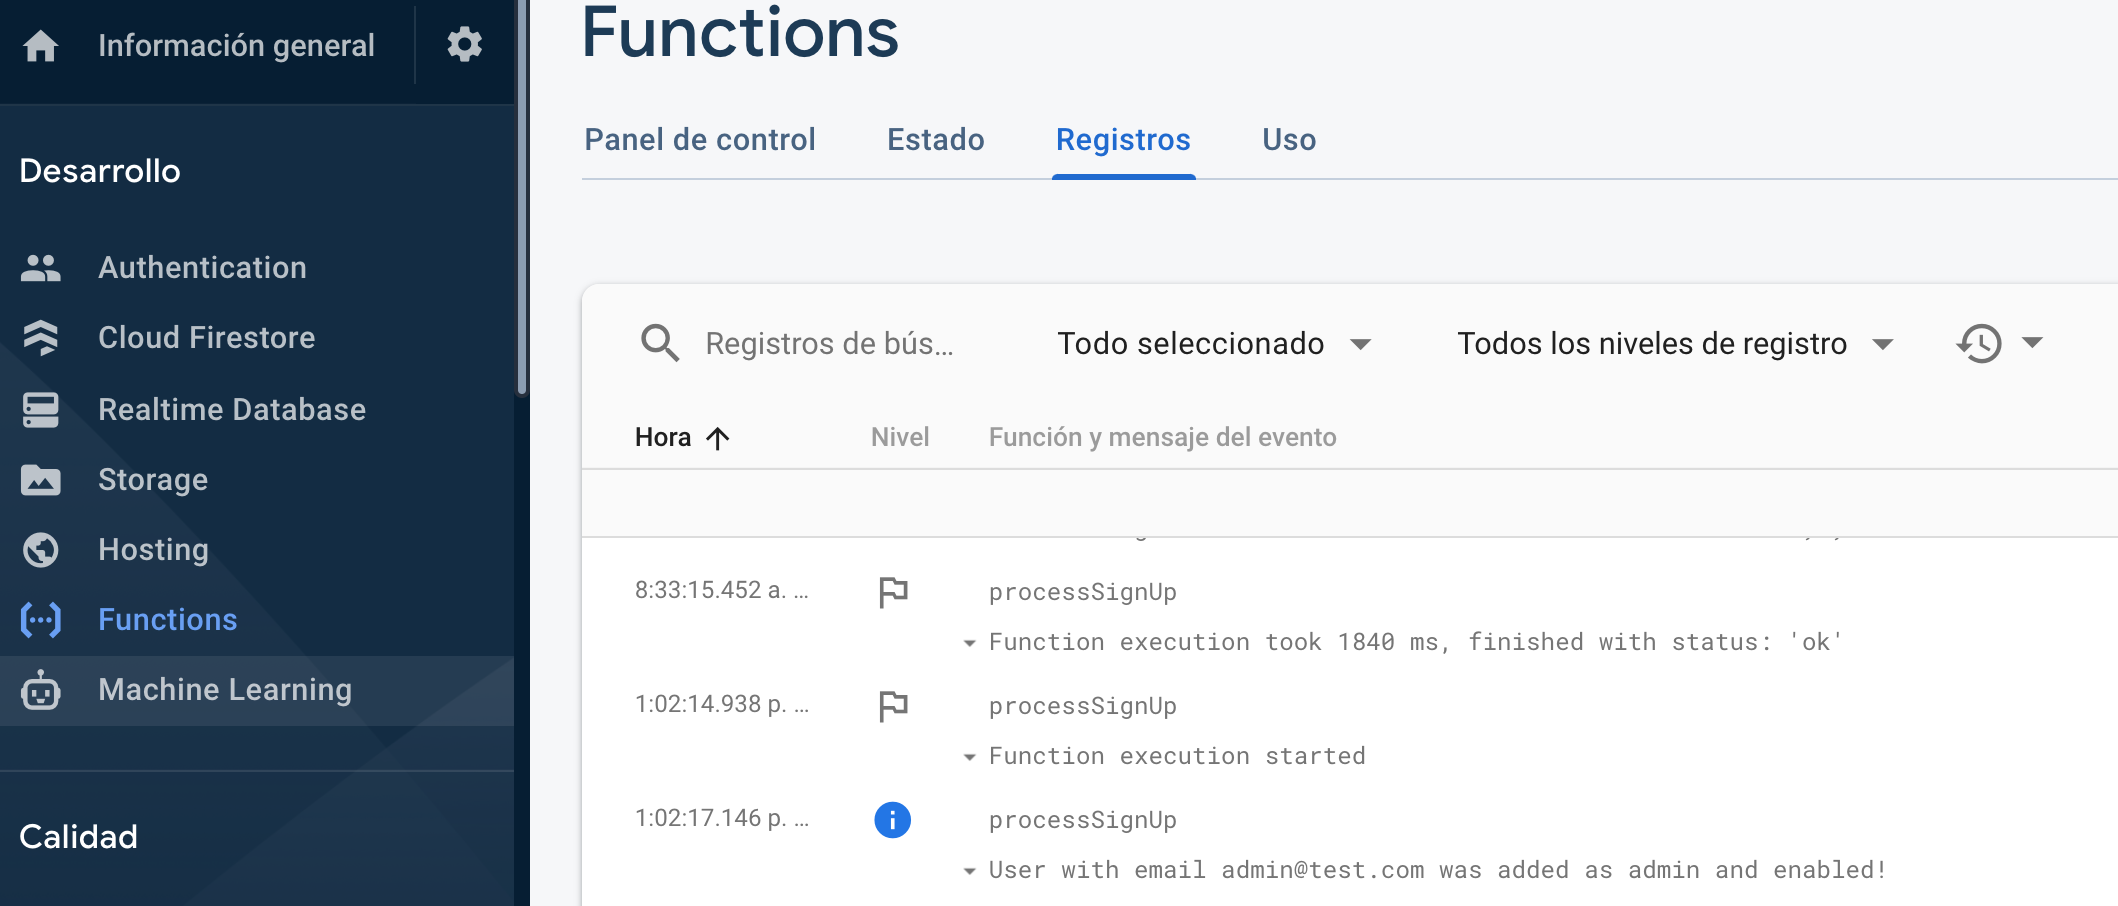 Información general
Desarrollo
Authentication
Cloud Firestore
Realtime Database
Storage
Hosting
Functions
Machine Learning
Calidad
Functions
Panel de control Estado Registros Uso
Registros de bús... Todo seleccionado Todos los niveles de registro
Hora Nivel Función y mensaje del evento
8:33:15.452 a. ... processSignUp
Function execution took 1840 ms, finished with status: 'ok'
1:02:14.938 p. ... processSignUp
Function execution started
1:02:17.146 p. ... processSignUp
User with email admin@test.com was added as admin and enabled!